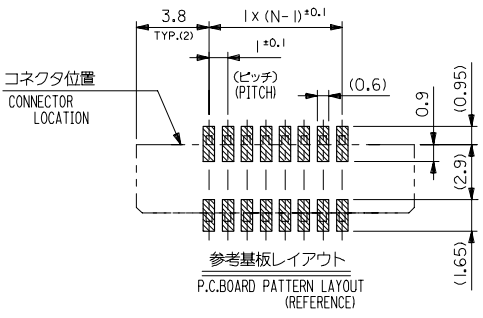 3.8
TYP.(2)
1×(N-1)±0.1
1±0.1
(ピッチ)
(PITCH)
(0.6)
0.9
(0.95)
コネクタ位置
CONNECTOR
LOCATION
(2.9)
(1.65)
参考基板レイアウト
P.C.BOARD PATTERN LAYOUT
(REFERENCE)